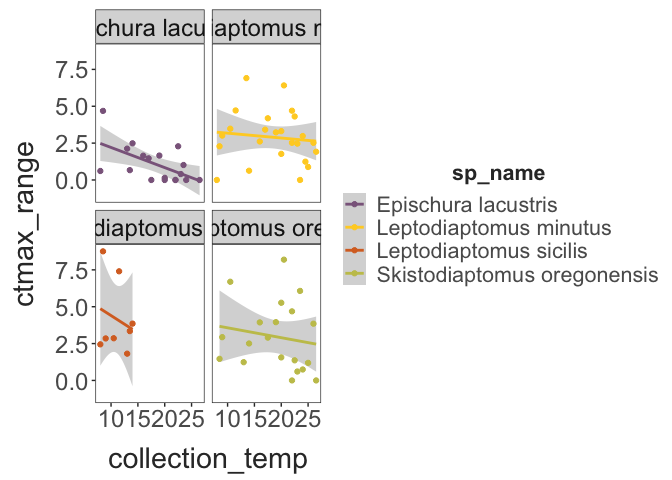 chura lacu
iaptomus m
7.5
5.0
2.5
0.0
diaptomus
otomus ore
7.5
5.0
2.5
0.0
10152025 10152025
ctmax_range
collection_temp
sp_name
Epischura lacustris
Leptodiaptomus minutus
Leptodiaptomus sicilis
Skistodiaptomus oregonensis